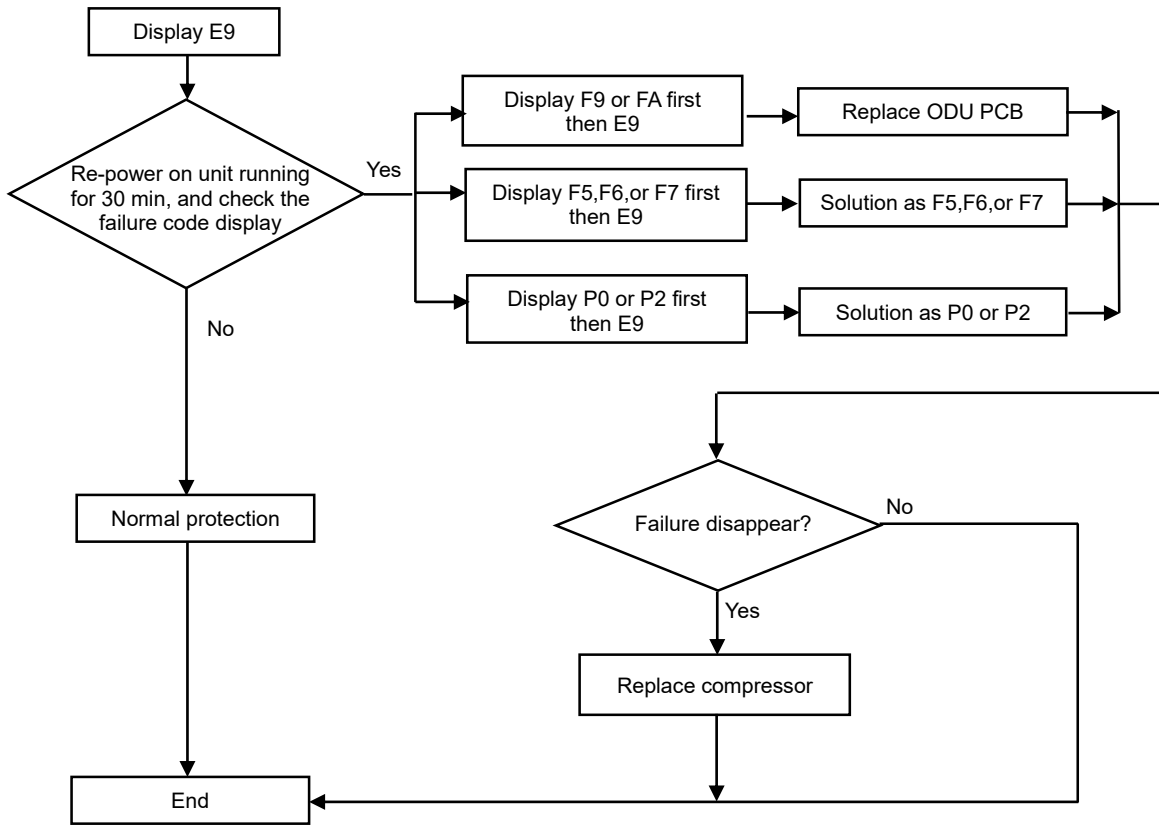 Display E9
Re-power on unit running
for 30 min, and check the
failure code display
Yes
No
Display F9 or FA first
then E9
Replace ODU PCB
Display F5,F6,or F7 first
then E9
Solution as F5,F6,or F7
Display P0 or P2 first
then E9
Solution as P0 or P2
Normal protection
Failure disappear?
No
Yes
Replace compressor
End